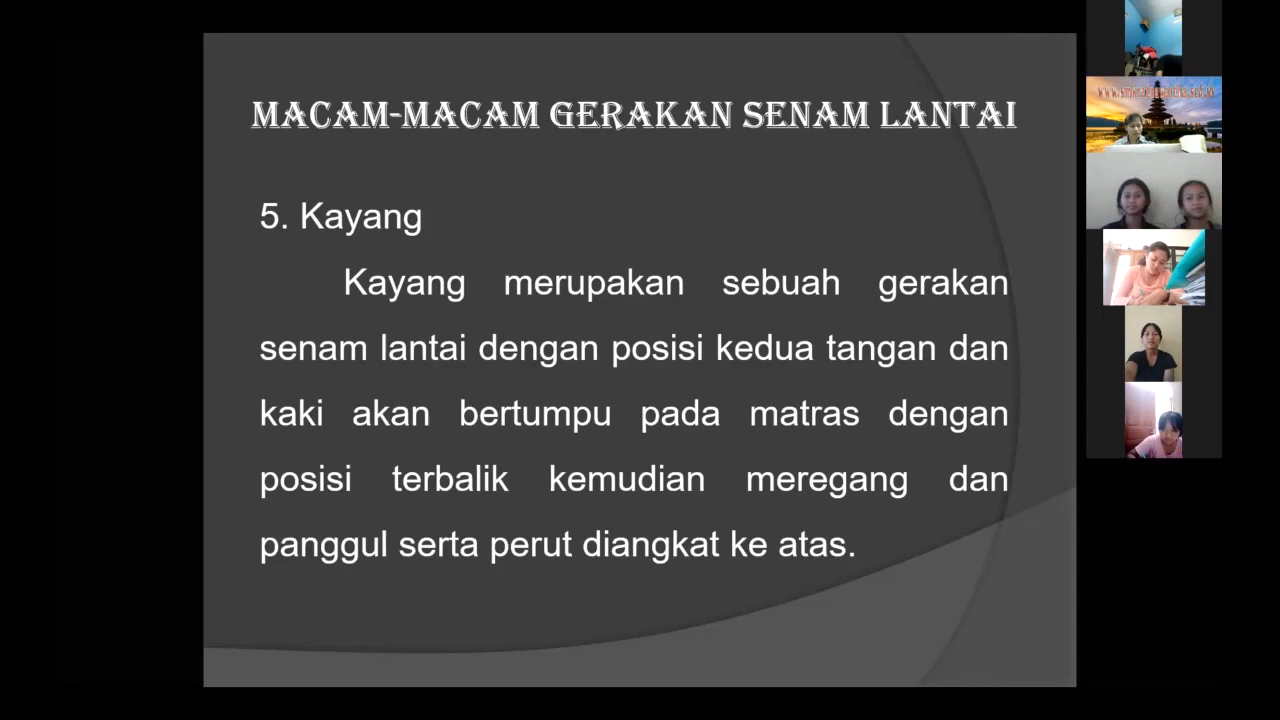 MACAM-MACAM GERAKAN SENAM LANTAI
5. Kayang
Kayang merupakan sebuah gerakan
senam lantai dengan posisi kedua tangan dan
kaki akan bertumpu pada matras dengan
posisi terbalik kemudian meregang dan
panggul serta perut diangkat ke atas.